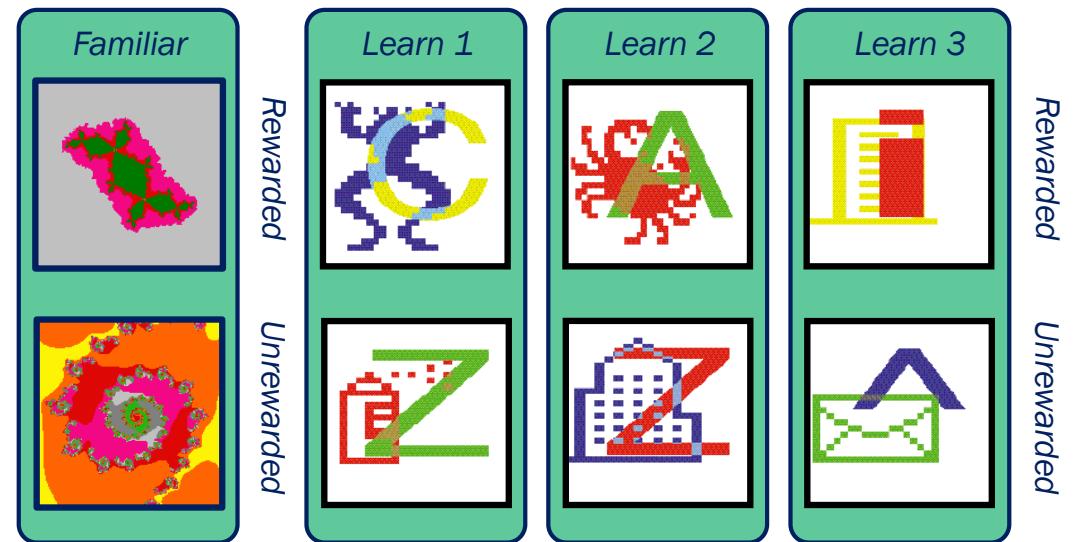 Familiar
Learn 1
Learn 2
Learn 3
Rewarded
C
A
Rewarded
Unrewarded
Z
Z
Unrewarded